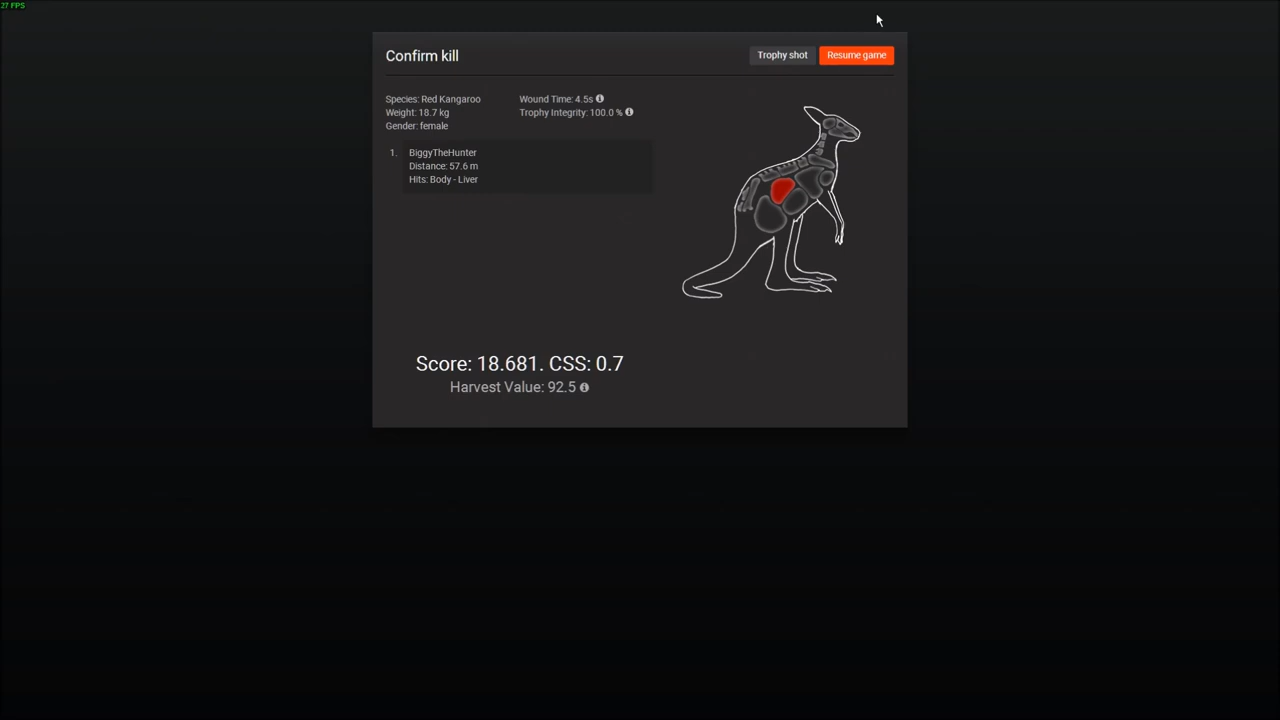 27 FPS
Confirm kill
Trophy shot
Resume game
Species: Red Kangaroo
Weight: 18.7 kg
Gender: female
Wound Time: 4.5s
Trophy Integrity: 100.0 %
1. BiggyTheHunter
Distance: 57.6 m
Hits: Body - Liver
Score: 18.681. CSS: 0.7
Harvest Value: 92.5